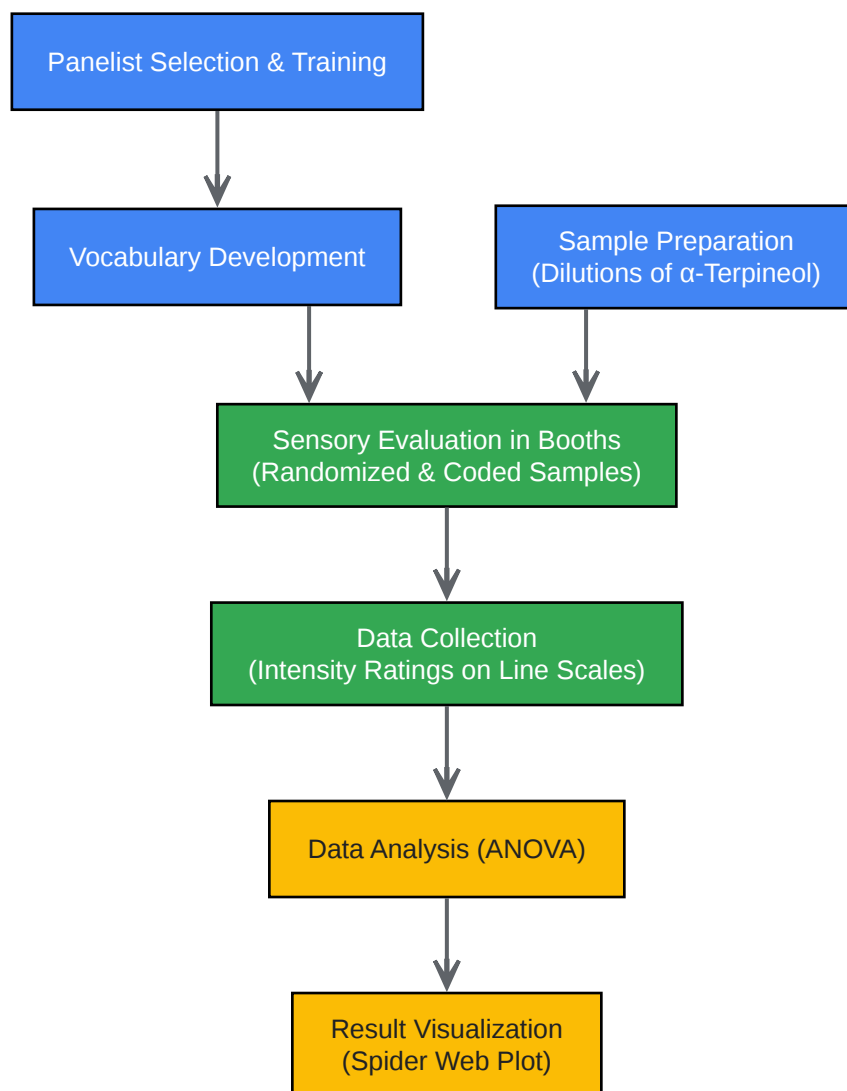 Panelist Selection & Training
Vocabulary Development
Sample Preparation
(Dilutions of α-Terpineol)
Sensory Evaluation in Booths
(Randomized & Coded Samples)
Data Collection
(Intensity Ratings on Line Scales)
Data Analysis (ANOVA)
Result Visualization
(Spider Web Plot)